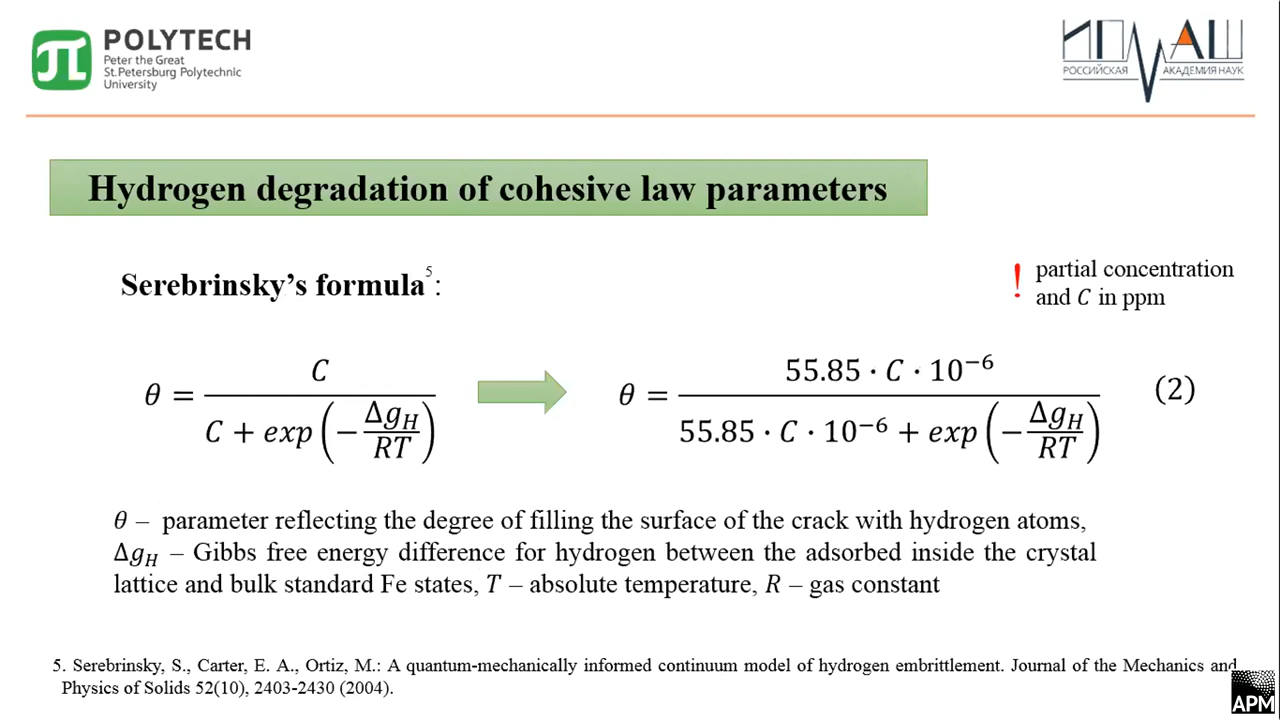 POLYTECH
Peter the Great
St.Petersburg Polytechnic
University
ИПМАШ
РОССИЙСКАЯ АКАДЕМИЯ НАУК
Hydrogen degradation of cohesive law parameters
Serebrinsky’s formula⁵:
! partial concentration
and C in ppm
θ = C / (C + exp(−Δg_H/RT))
θ = 55.85 · C · 10⁻⁶ / (55.85 · C · 10⁻⁶ + exp(−Δg_H/RT)) (2)
θ – parameter reflecting the degree of filling the surface of the crack with hydrogen atoms,
Δg_H – Gibbs free energy difference for hydrogen between the adsorbed inside the crystal
lattice and bulk standard Fe states, T – absolute temperature, R – gas constant
5. Serebrinsky, S., Carter, E. A., Ortiz, M.: A quantum-mechanically informed continuum model of hydrogen embrittlement. Journal of the Mechanics and
Physics of Solids 52(10), 2403-2430 (2004).
APM